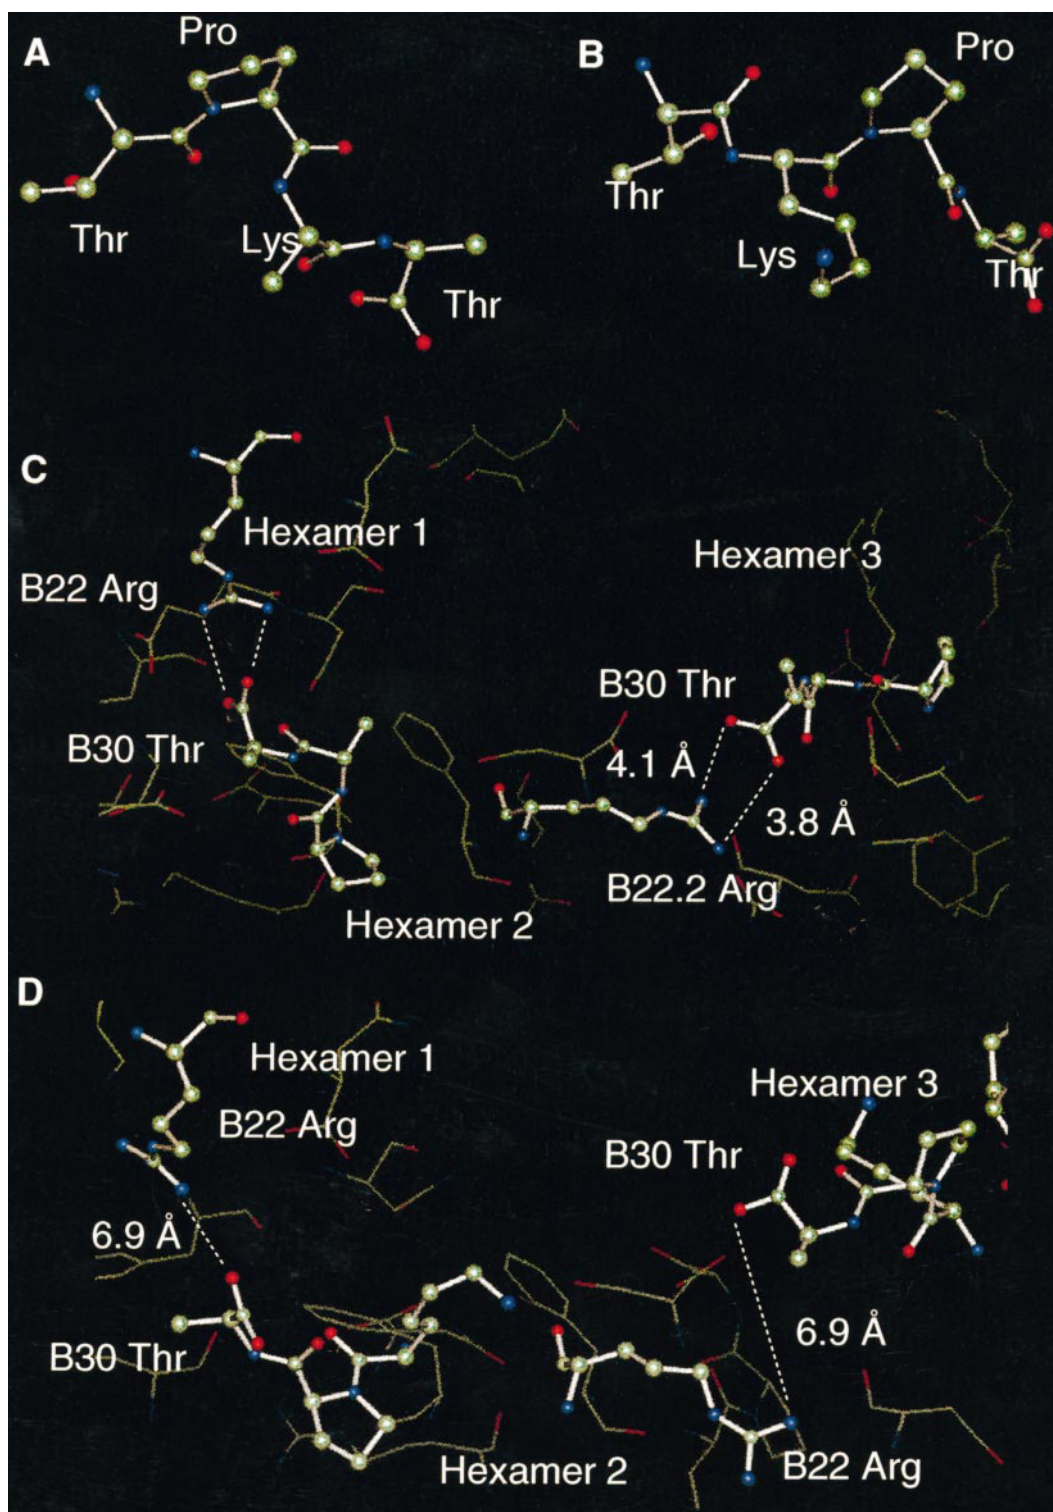 A
Pro
Thr
Lys
Thr
B
Pro
Thr
Lys
Thr
C
Hexamer 1
B22 Arg
B30 Thr
Hexamer 2
Hexamer 3
B30 Thr
4.1 Å
3.8 Å
B22.2 Arg
D
Hexamer 1
B22 Arg
6.9 Å
B30 Thr
Hexamer 2
Hexamer 3
B30 Thr
6.9 Å
B22 Arg